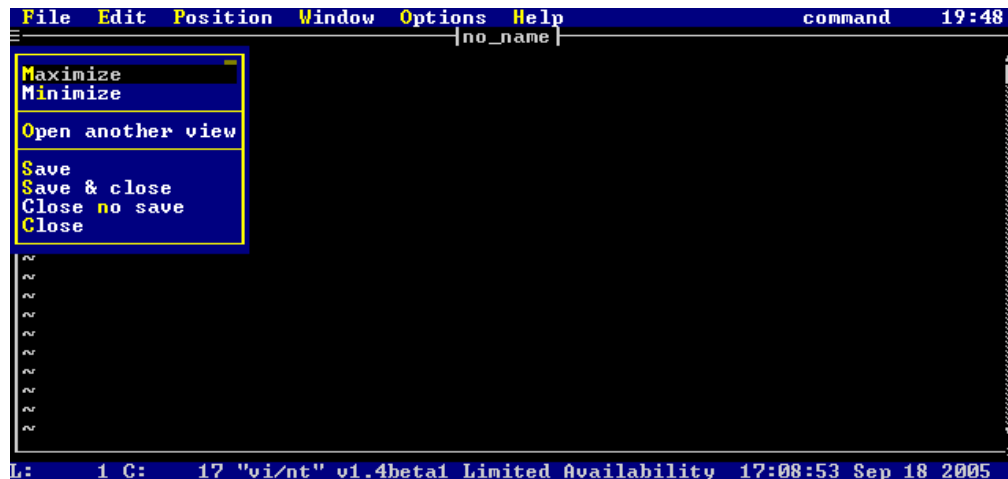 File Edit Position Window Options Help command 19:48
no_name
Maximize
Minimize
Open another view
Save
Save & close
Close no save
Close
~
~
~
~
~
~
~
~
~
~
L: 1 C: 17 "vi/nt" v1.4beta1 Limited Availability 17:08:53 Sep 18 2005